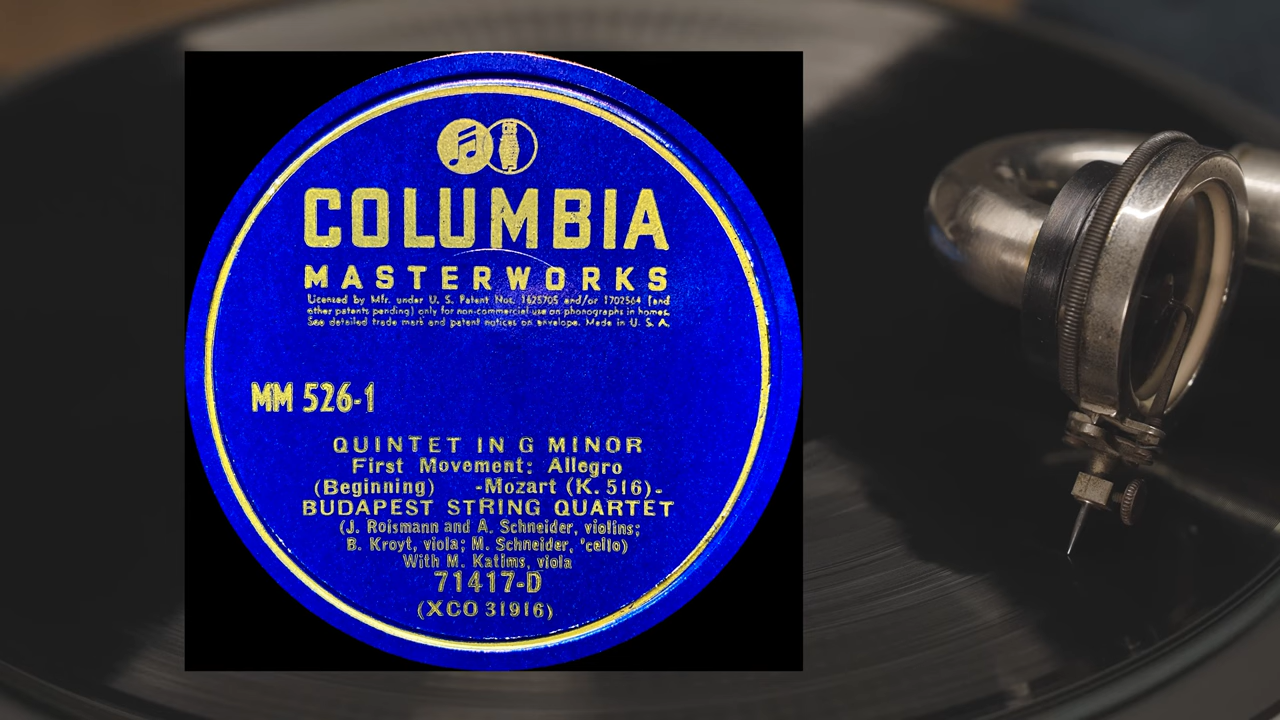 COLUMBIA
MASTERWORKS
Licensed by Mfr. under U. S. Patent Nos. 1625705 and/or 1702564 (and
other patents pending) only for non-commercial use on phonographs in homes.
See detailed trade mark and patent notices on envelope. Made in U. S. A.
MM 526-1
QUINTET IN G MINOR
First Movement: Allegro
(Beginning) -Mozart (K. 516)-
BUDAPEST STRING QUARTET
(J. Roismann and A. Schneider, violins;
B. Kroyt, viola; M. Schneider, 'cello)
With M. Katims, viola
71417-D
(XCO 31916)